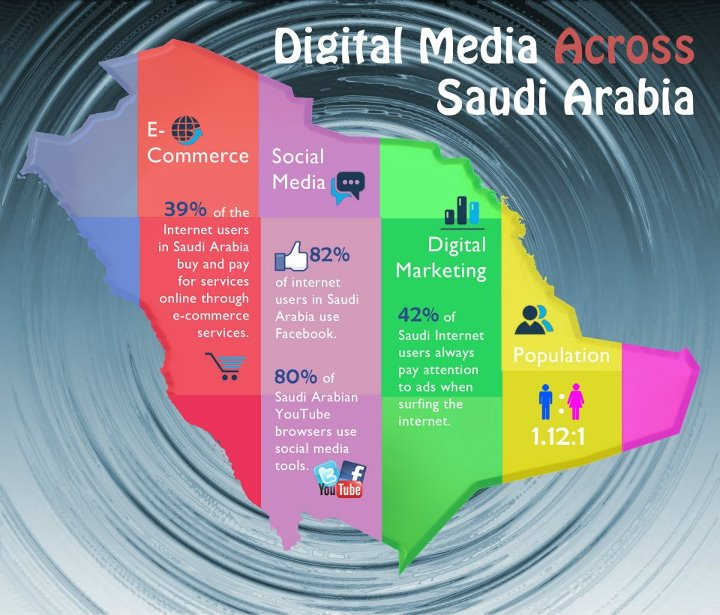 Digital Media Across
Saudi Arabia
E-
Commerce
39% of the
Internet users
in Saudi Arabia
buy and pay
for services
online through
e-commerce
services.
Social
Media
82%
of internet
users in Saudi
Arabia use
Facebook.
80% of
Saudi Arabian
YouTube
browsers use
social media
tools.
t f
You Tube
Digital
Marketing
42% of
Saudi Internet
users always
pay attention
to ads when
surfing the
internet.
Population
:
1.12:1